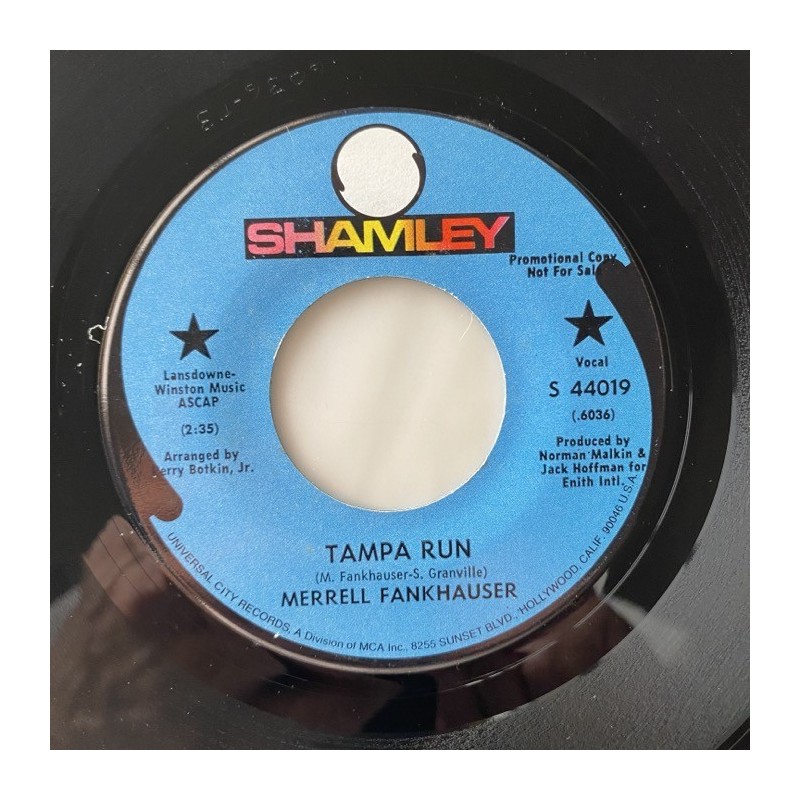 SHAMLEY
Promotional Copy
Not For Sale
Lansdowne-
Winston Music
ASCAP
(2:35)
Arranged by
Perry Botkin, Jr.
Vocal
S 44019
(.6036)
Produced by
Norman Malkin &
Jack Hoffman for
Enith Intl.
TAMPA RUN
(M. Fankhauser-S. Granville)
MERRELL FANKHAUSER
UNIVERSAL CITY RECORDS, A Division of MCA Inc., 8255 SUNSET BLVD., HOLLYWOOD, CALIF. 90046 U.S.A.